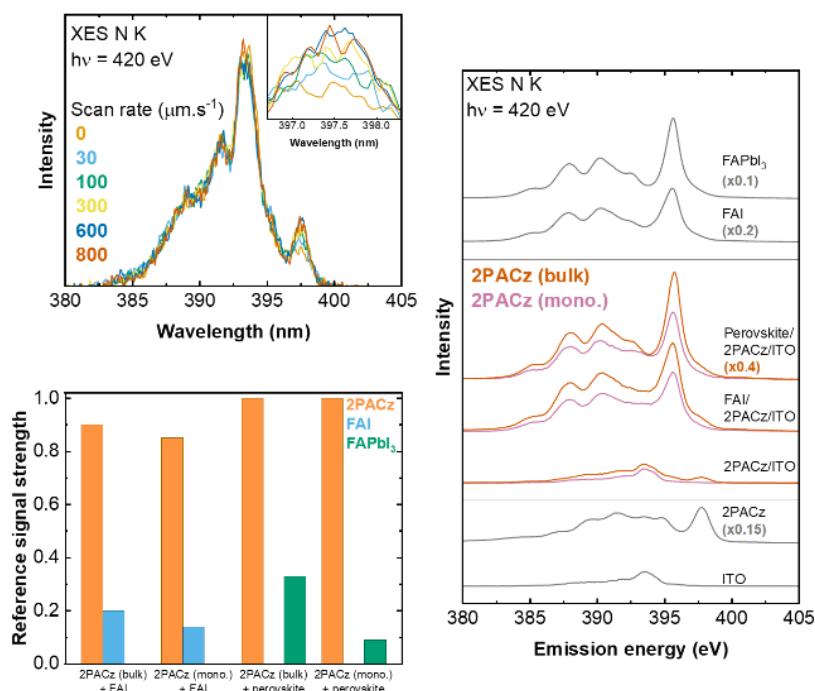 XES N K
hν = 420 eV
Scan rate (μm.s⁻¹)
0
30
100
300
600
800
Intensity
380 385 390 395 400 405
Wavelength (nm)
397.0 397.5 398.0
Wavelength (nm)
Reference signal strength
1.0
0.8
0.6
0.4
0.2
0.0
2PACz
FAI
FAPbI₃
2PACz (bulk) 2PACz (mono.) 2PACz (bulk) 2PACz (mono.)
+ FAI + FAI + perovskite + perovskite
XES N K
hν = 420 eV
Intensity
FAPbI₃
(x0.1)
FAI
(x0.2)
2PACz (bulk)
2PACz (mono.)
Perovskite/
2PACz/ITO
(x0.4)
FAI/
2PACz/ITO
2PACz/ITO
2PACz
(x0.15)
ITO
380 385 390 395 400 405
Emission energy (eV)